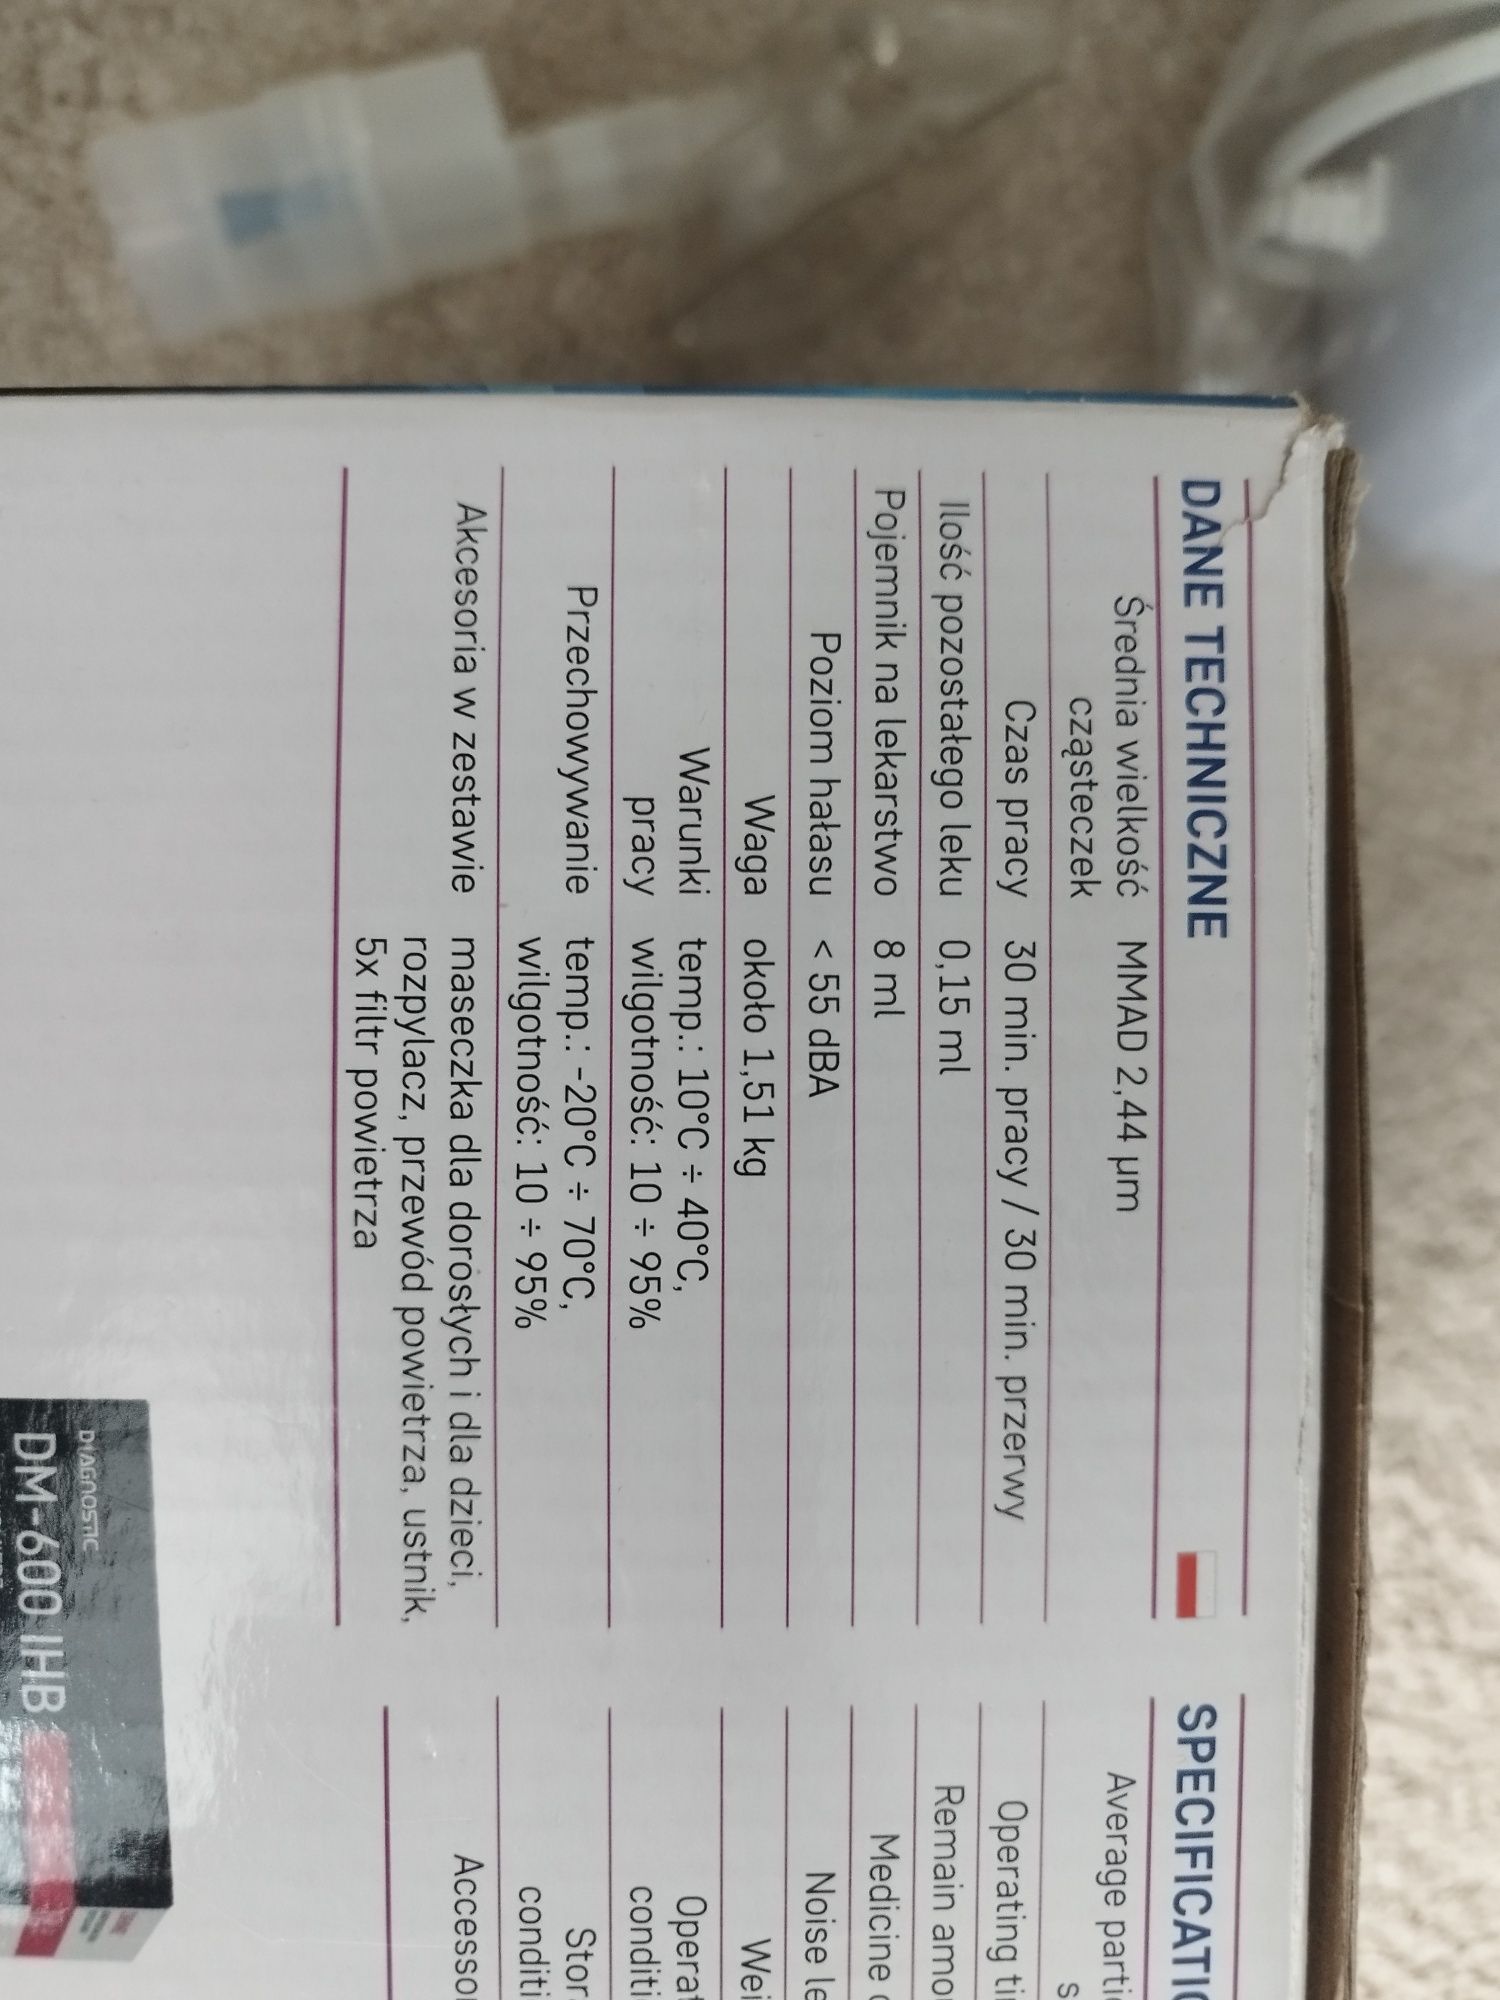 DANE TECHNICZNE
Średnia wielkość cząsteczek MMAD 2,44 µm
Czas pracy 30 min. pracy / 30 min. przerwy
Ilość pozostałego leku 0,15 ml
Pojemnik na lekarstwo 8 ml
Poziom hałasu < 55 dBA
Waga około 1,51 kg
Warunki pracy temp.: 10°C ÷ 40°C,
wilgotność: 10 ÷ 95%
Przechowywanie temp.: -20°C ÷ 70°C,
wilgotność: 10 ÷ 95%
Akcesoria w zestawie maseczka dla dorosłych i dla dzieci,
rozpylacz, przewód powietrza, ustnik,
5x filtr powietrza
SPECIFICATIO
Average parti
s
Operating ti
Remain amo
Medicine
Noise le
Wei
Operat
conditi
Stor
conditi
Accesso
DIAGNOSTIC
DM-600 IHB